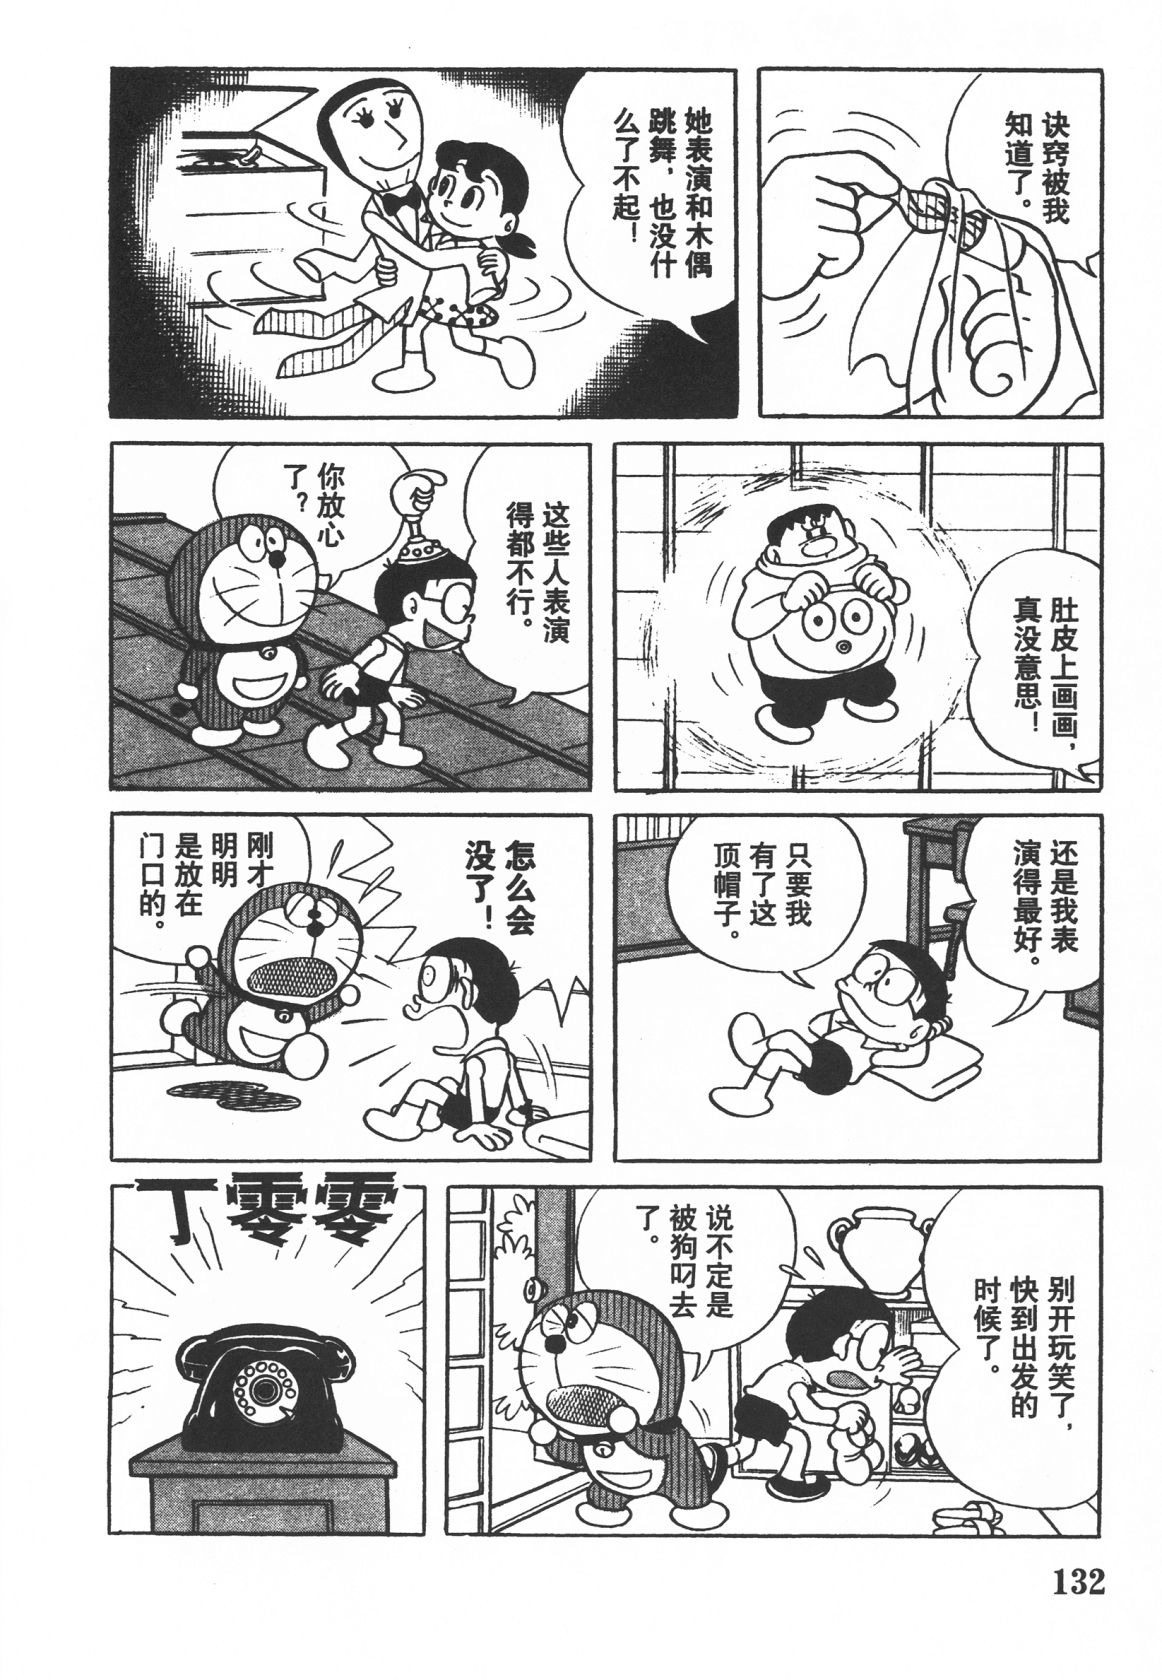 诀窍被我
知道了。
她表演和木偶
跳舞，也没什
么了不起！
肚皮上画画，
真没意思！
这些人表演
得都不行。
你放心
了？
还是我表
演得最好。
只要我
有了这
顶帽子。
怎么会
没了！
刚才
明明
是放在
门口的。
别开玩笑了，
快到出发的
时候了。
说不定是
被狗叼去
了。
丁零零
132